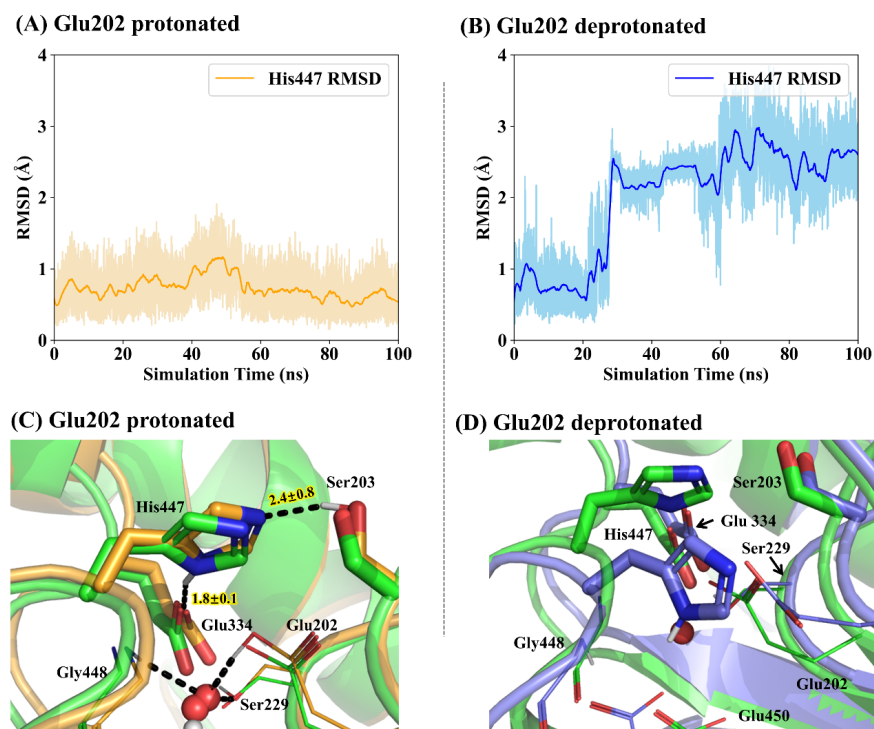 (A) Glu202 protonated
His447 RMSD
RMSD (Å)
4
3
2
1
0
0 20 40 60 80 100
Simulation Time (ns)
(B) Glu202 deprotonated
His447 RMSD
RMSD (Å)
4
3
2
1
0
0 20 40 60 80 100
Simulation Time (ns)
(C) Glu202 protonated
2.4±0.8
Ser203
His447
1.8±0.1
Glu334
Glu202
Gly448
Ser229
(D) Glu202 deprotonated
Ser203
Glu 334
His447
Ser229
Gly448
Glu202
Glu450